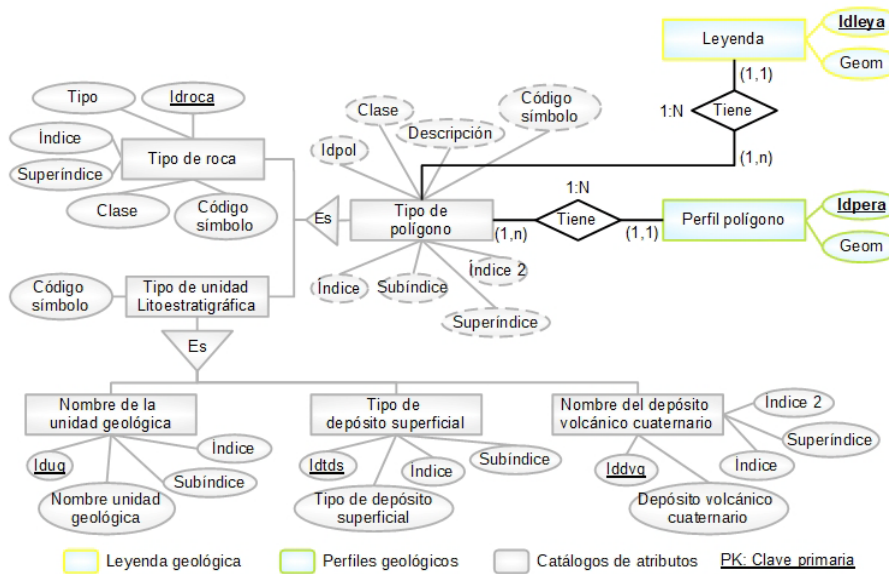 Leyenda
Idleya
Geom
(1,1)
1:N
Tiene
(1,n)
Tipo
Idroca
Índice
Superíndice
Tipo de roca
Clase
Código
símbolo
Clase
Código
símbolo
Descripción
Idpol
Es
Tipo de
polígono
1:N
Tiene
(1,n)
(1,1)
Perfil polígono
Idpera
Geom
Índice
Subíndice
Índice 2
Superíndice
Código
símbolo
Tipo de unidad
Litoestratigráfica
Es
Nombre de la
unidad geológica
Idug
Nombre unidad
geológica
Subíndice
Índice
Tipo de
depósito superficial
Idtds
Tipo de depósito
superficial
Índice
Subíndice
Nombre del depósito
volcánico cuaternario
Iddvq
Depósito volcánico
cuaternario
Índice
Superíndice
Índice 2
Leyenda geológica
Perfiles geológicos
Catálogos de atributos
PK: Clave primaria